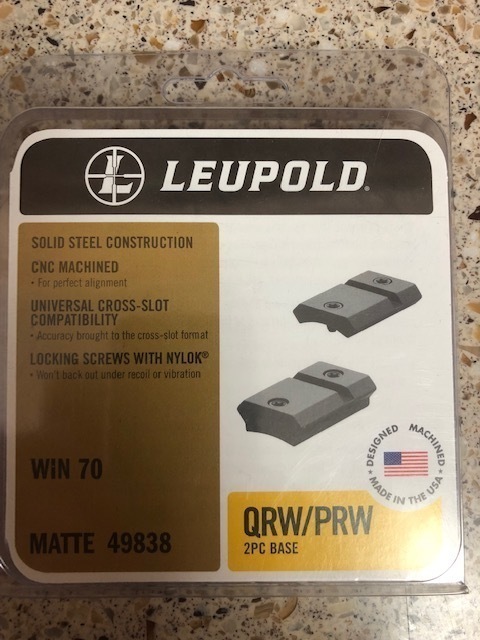 LEUPOLD®
SOLID STEEL CONSTRUCTION
CNC MACHINED
• For perfect alignment
UNIVERSAL CROSS-SLOT
COMPATIBILITY
• Accuracy brought to the cross-slot format
LOCKING SCREWS WITH NYLOK®
• Won't back out under recoil or vibration
WIN 70
MATTE 49838
DESIGNED MACHINED
★ MADE IN THE USA ★
QRW/PRW
2PC BASE